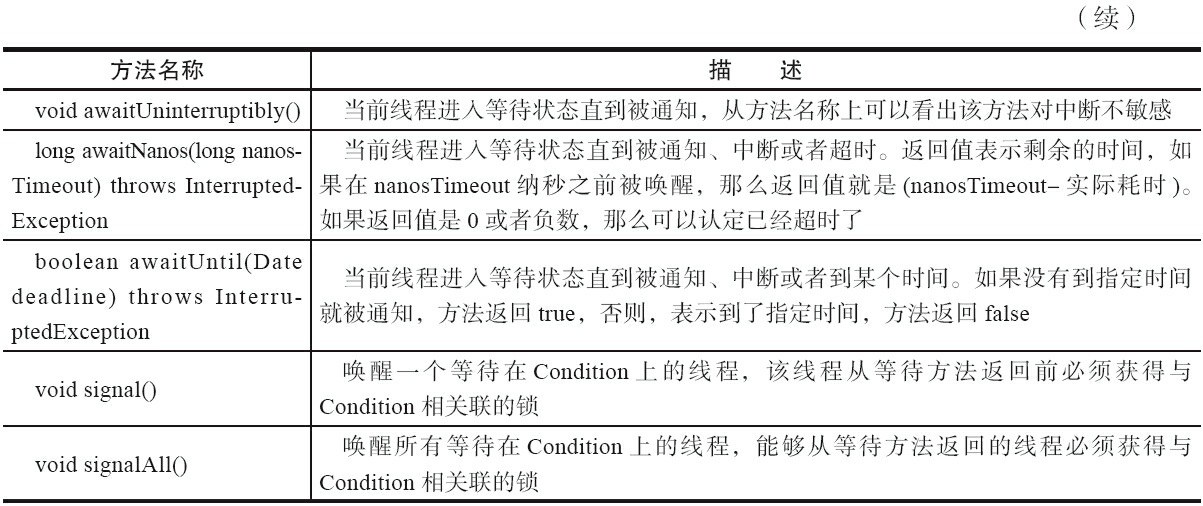 （续）
方法名称 描 述
void awaitUninterruptibly() 当前线程进入等待状态直到被通知，从方法名称上可以看出该方法对中断不敏感
long awaitNanos(long nanos-
Timeout) throws Interrupted-
Exception
当前线程进入等待状态直到被通知、中断或者超时。返回值表示剩余的时间，如
果在 nanosTimeout 纳秒之前被唤醒，那么返回值就是 (nanosTimeout– 实际耗时 )。
如果返回值是 0 或者负数，那么可以认定已经超时了
boolean awaitUntil(Date
deadline) throws Interru-
ptedException
当前线程进入等待状态直到被通知、中断或者到某个时间。如果没有到指定时间
就被通知，方法返回 true，否则，表示到了指定时间，方法返回 false
void signal()
唤醒一个等待在 Condition 上的线程，该线程从等待方法返回前必须获得与
Condition 相关联的锁
void signalAll()
唤醒所有等待在 Condition 上的线程，能够从等待方法返回的线程必须获得与
Condition 相关联的锁